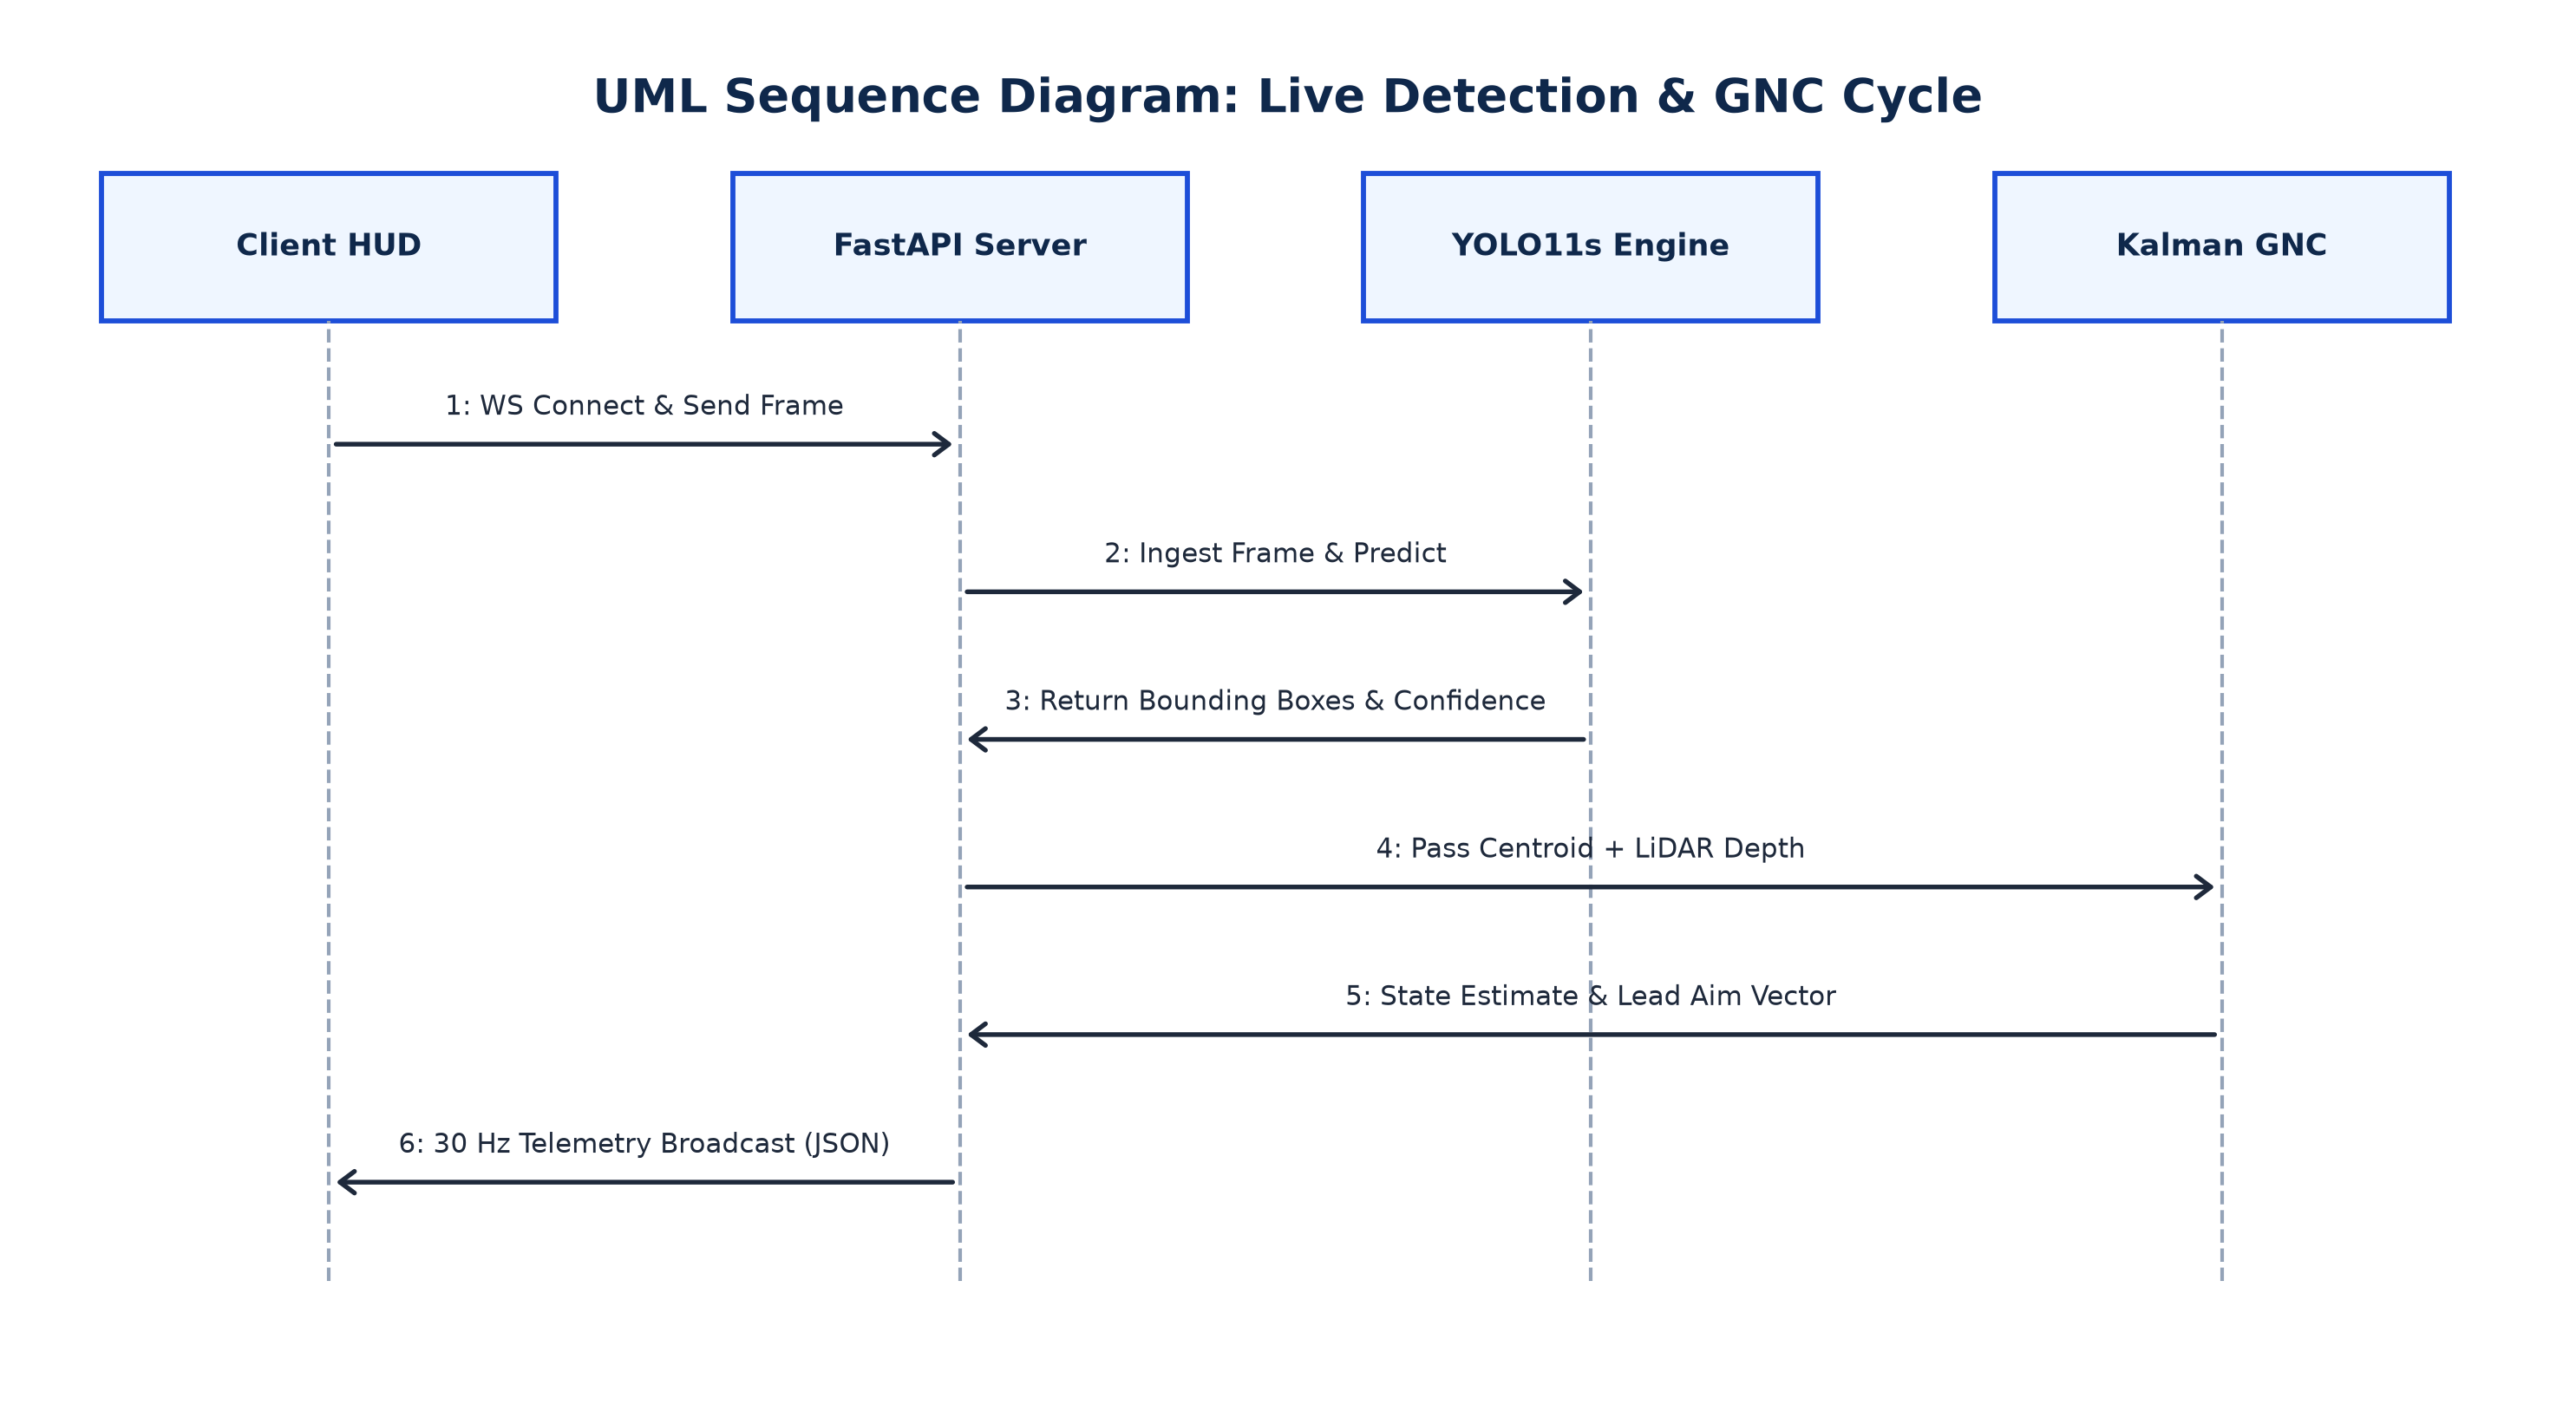 UML Sequence Diagram: Live Detection & GNC Cycle
Client HUD
FastAPI Server
YOLO11s Engine
Kalman GNC
1: WS Connect & Send Frame
2: Ingest Frame & Predict
3: Return Bounding Boxes & Confidence
4: Pass Centroid + LiDAR Depth
5: State Estimate & Lead Aim Vector
6: 30 Hz Telemetry Broadcast (JSON)